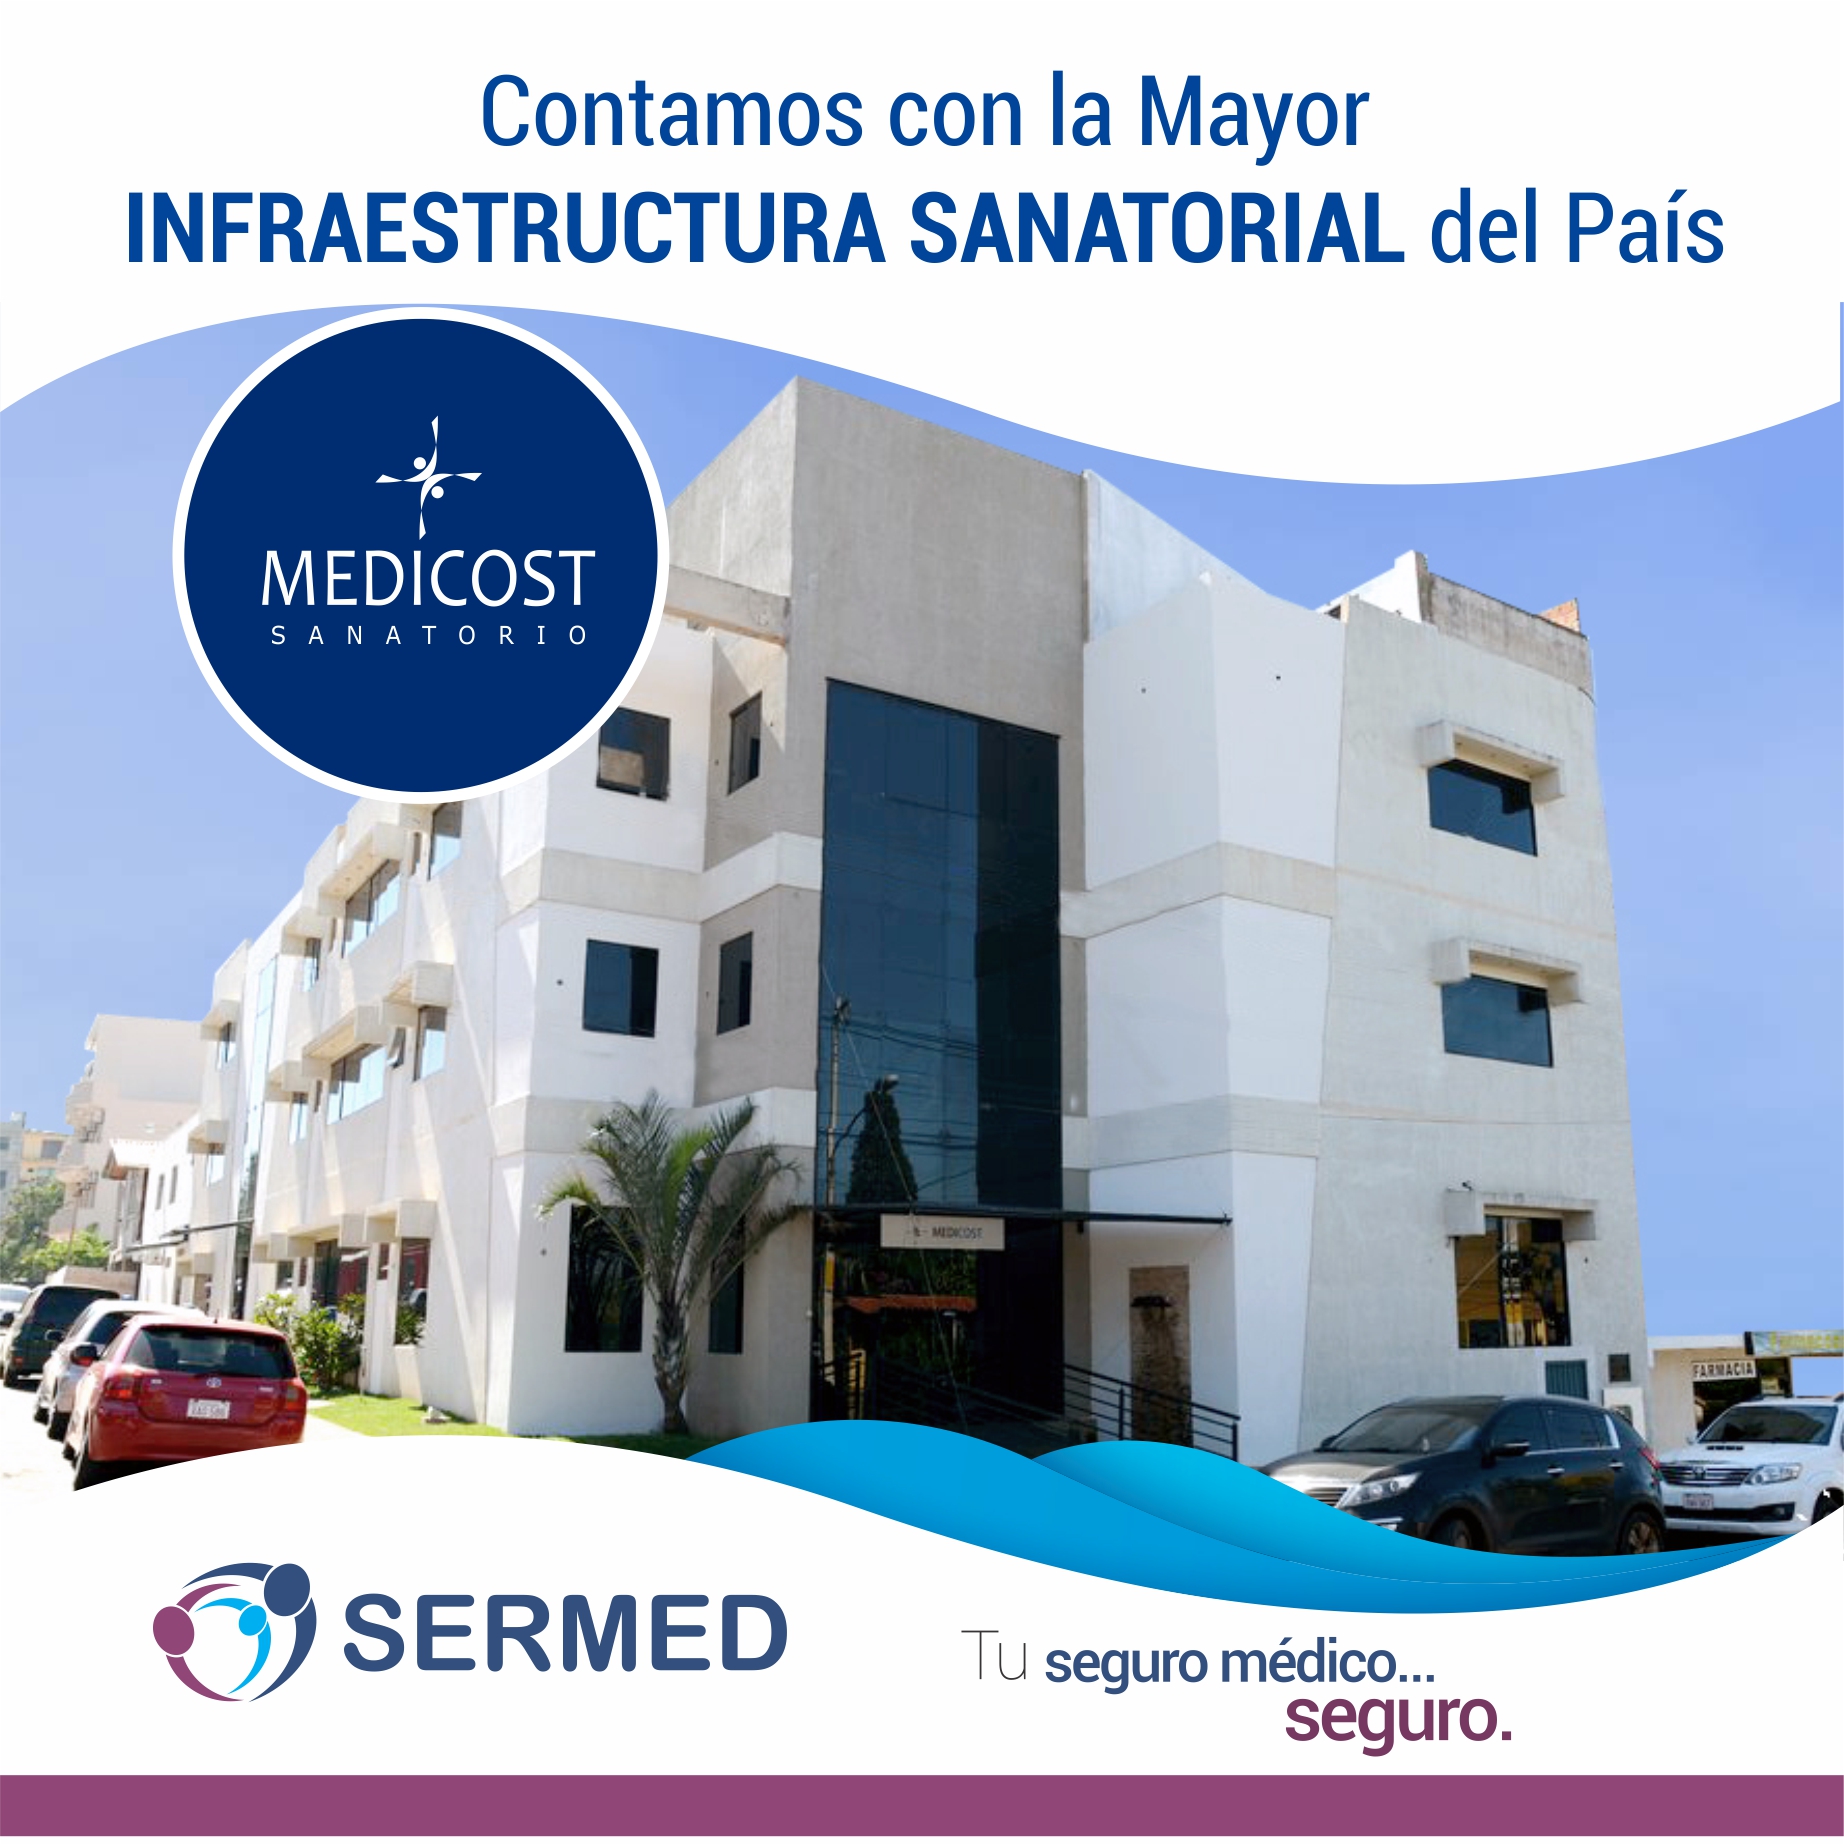 Contamos con la Mayor
INFRAESTRUCTURA SANATORIAL del País
MEDICOST
SANATORIO
MEDICOST
FARMACIA
SERMED
Tu seguro médico...
seguro.